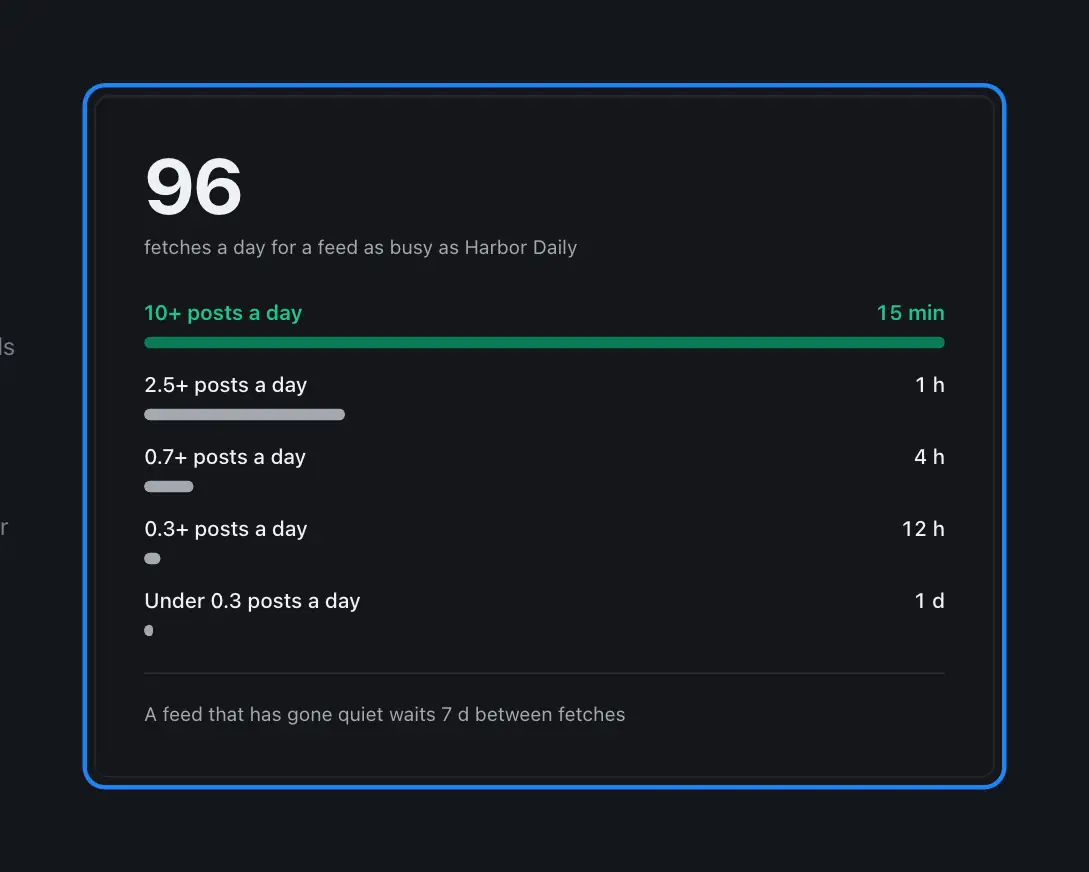 96
fetches a day for a feed as busy as Harbor Daily
10+ posts a day 15 min
ls
2.5+ posts a day 1 h
0.7+ posts a day 4 h
r
0.3+ posts a day 12 h
Under 0.3 posts a day 1 d
A feed that has gone quiet waits 7 d between fetches